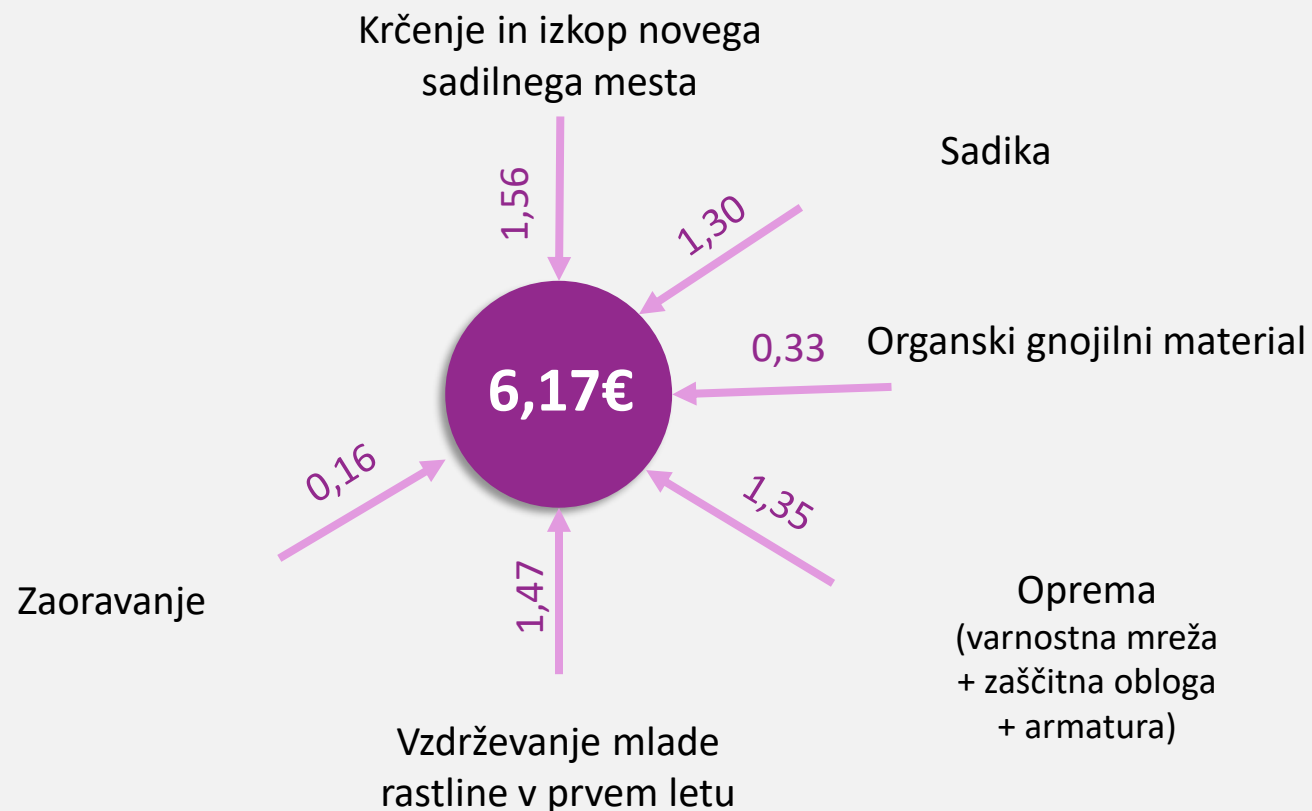 Krčenje in izkop novega
sadilnega mesta
1,56
Sadika
1,30
Organski gnojilni material
0,33
6,17€
Oprema
(varnostna mreža
+ zaščitna obloga
+ armatura)
1,35
Vzdrževanje mlade
rastline v prvem letu
1,47
Zaoravanje
0,16